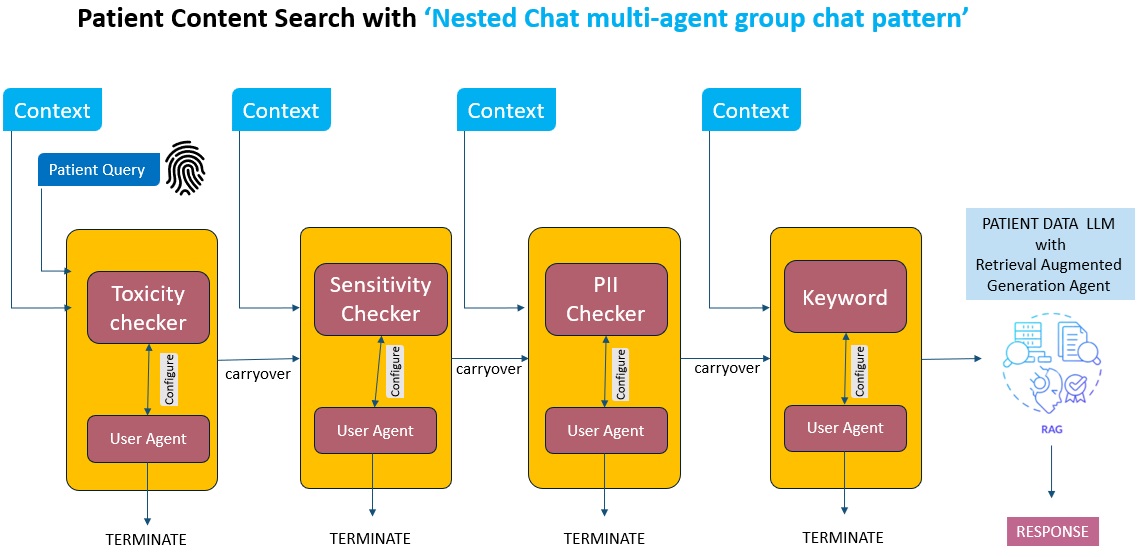 Patient Content Search with ‘Nested Chat multi-agent group chat pattern’
Context
Context
Context
Context
Patient Query
Toxicity
checker
Configure
User Agent
TERMINATE
carryover
Sensitivity
Checker
Configure
User Agent
TERMINATE
carryover
PII
Checker
Configure
User Agent
TERMINATE
carryover
Keyword
Configure
User Agent
TERMINATE
PATIENT DATA LLM
with
Retrieval Augmented
Generation Agent
RAG
RESPONSE